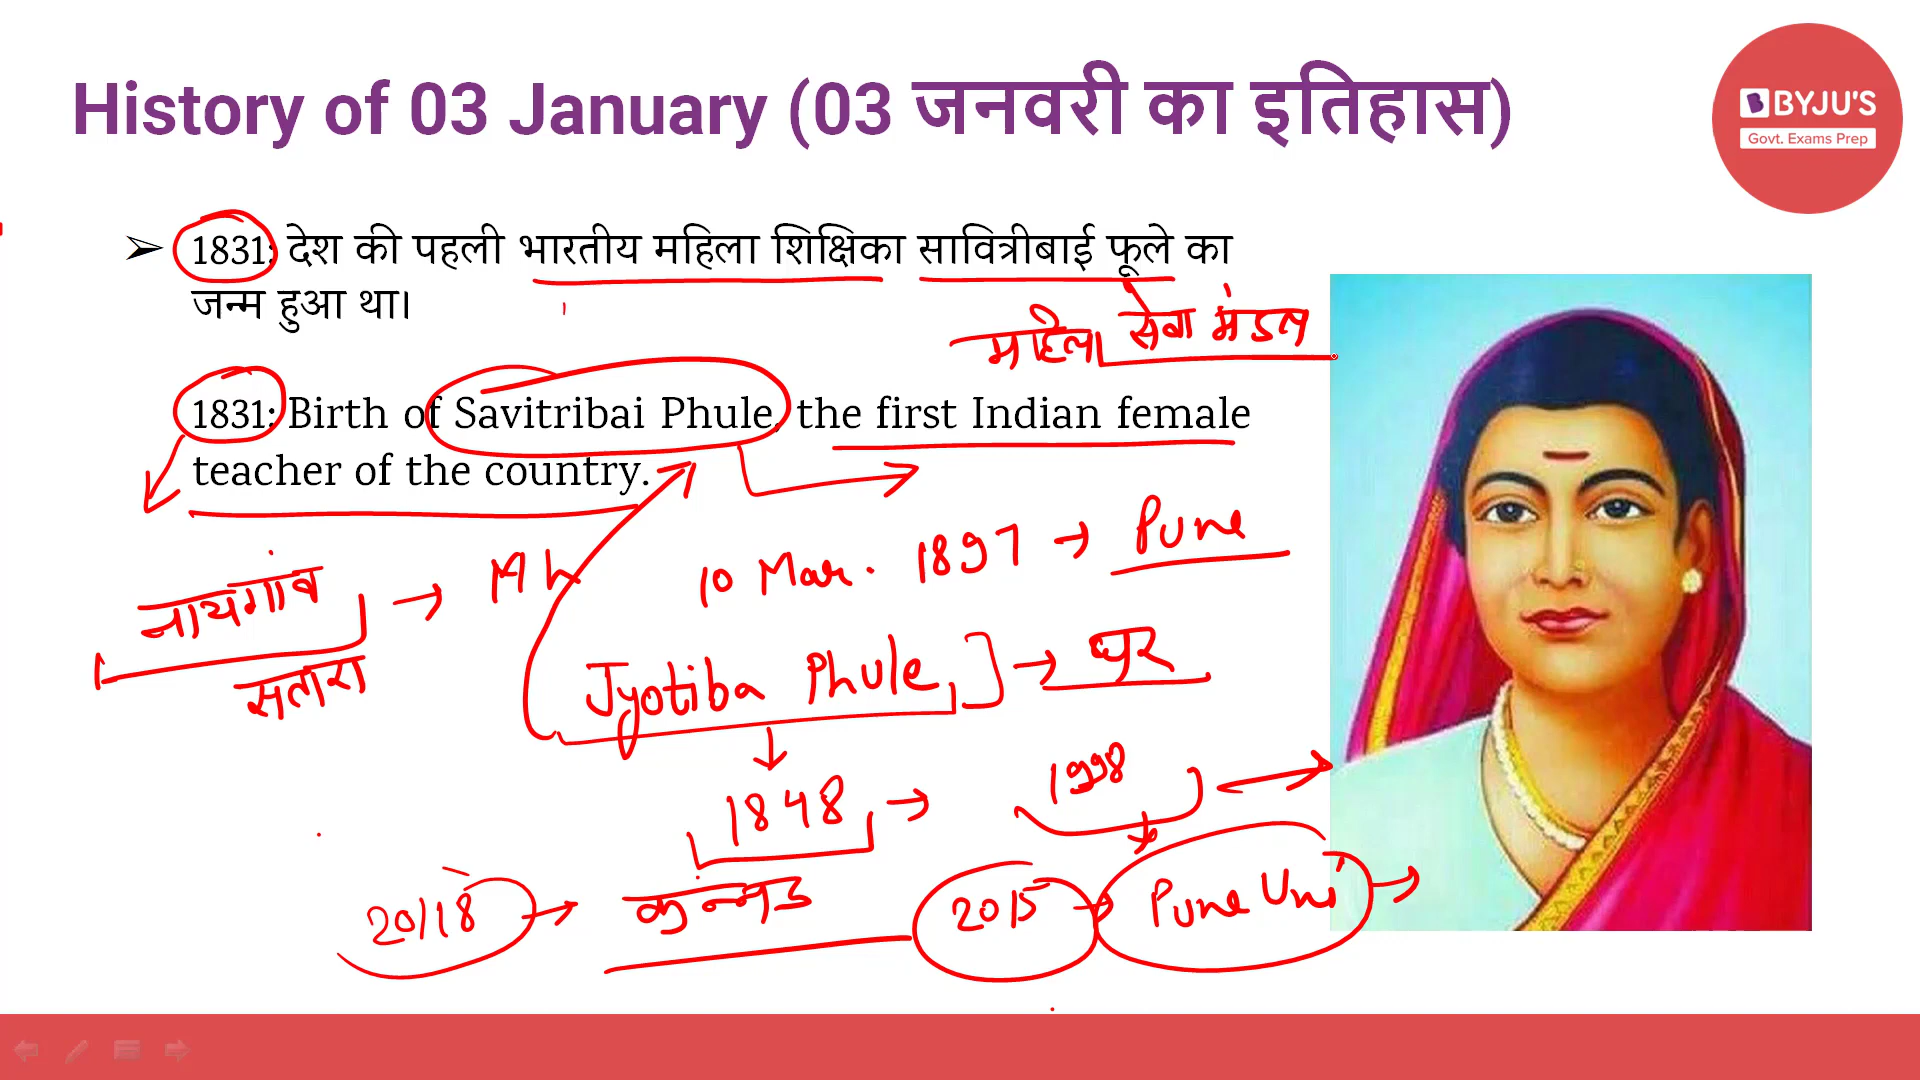 History of 03 January (03 जनवरी का इतिहास)
BYJU'S
Govt. Exams Prep
➢ 1831: देश की पहली भारतीय महिला शिक्षिका सावित्रीबाई फूले का
जन्म हुआ था।
महिला सेवा मंडल
1831: Birth of Savitribai Phule, the first Indian female
teacher of the country.
10 Mar. 1897 → Pune
नायगांव → MH
सतारा
Jyotiba Phule → घर
1848 → 1998
2018 → कन्नड
2015 → Pune Uni →